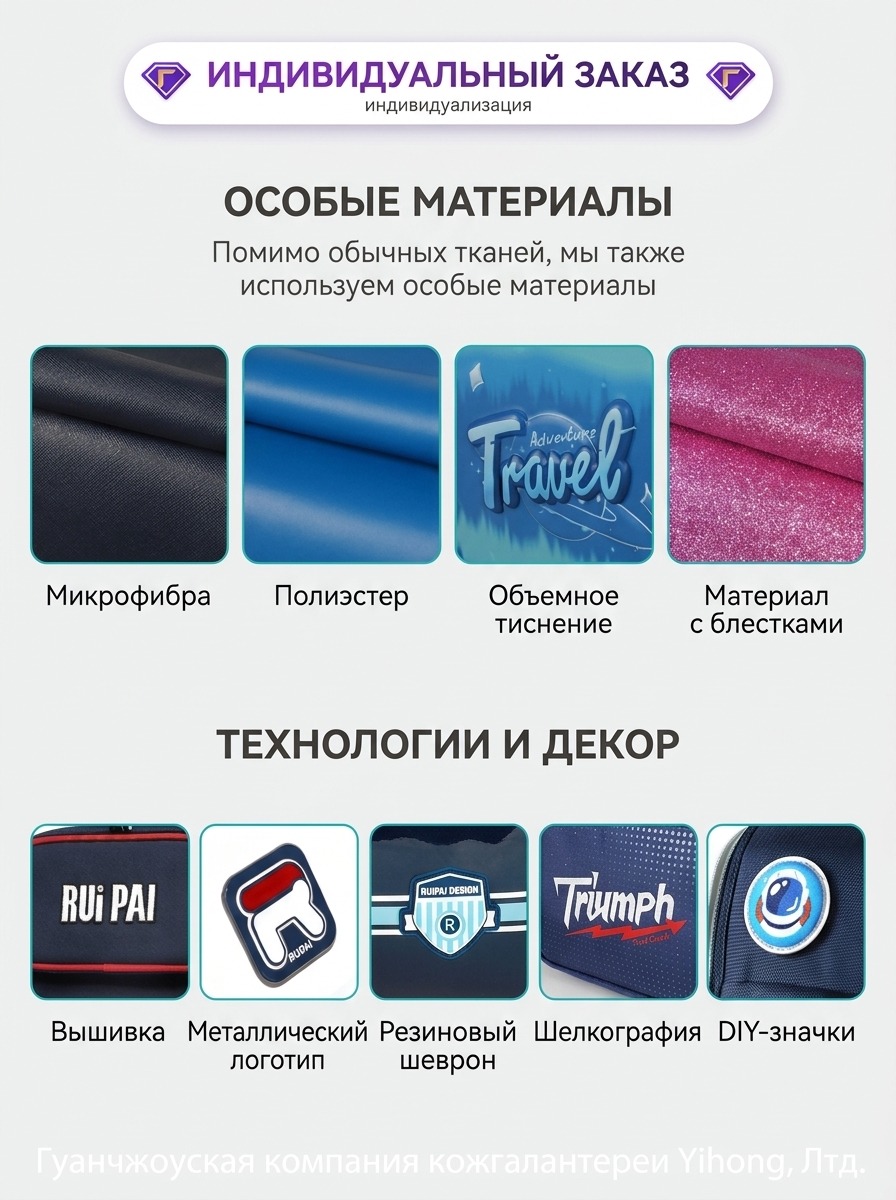 ИНДИВИДУАЛЬНЫЙ ЗАКАЗ
индивидуализация
ОСОБЫЕ МАТЕРИАЛЫ
Помимо обычных тканей, мы также
используем особые материалы
Adventure
Travel
Микрофибра
Полиэстер
Объемное
тиснение
Материал
с блестками
ТЕХНОЛОГИИ И ДЕКОР
RUi PAI
RUPAI
RUIPAI DESIGN
®
Triumph
Вышивка
Металлический
логотип
Резиновый
шеврон
Шелкография
DIY-значки
Гуанчжоуская компания кожгалантереи Yihong, Лтд.